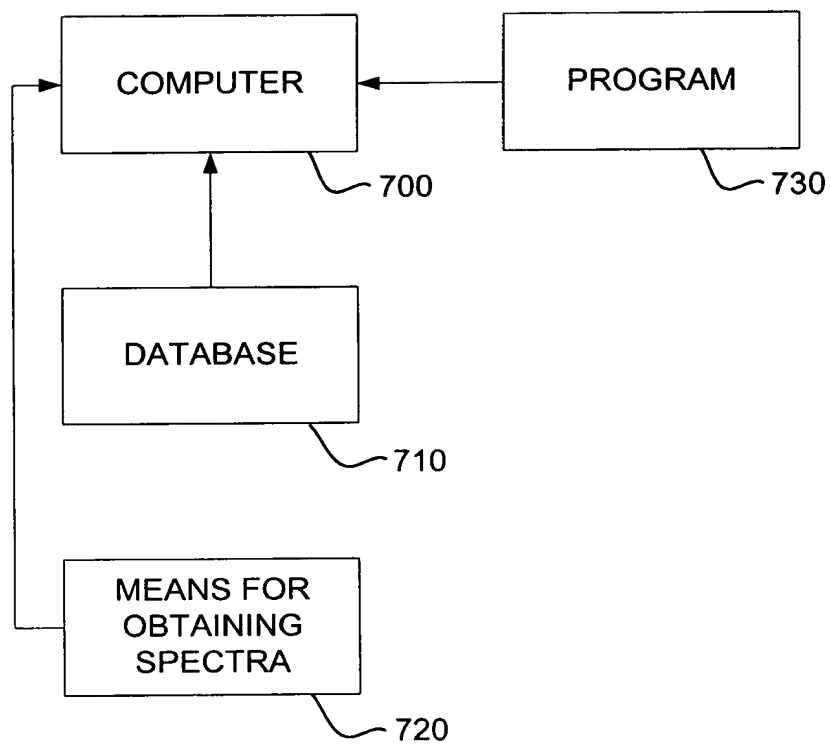 COMPUTER
PROGRAM
700
730
DATABASE
710
MEANS FOR
OBTAINING
SPECTRA
720